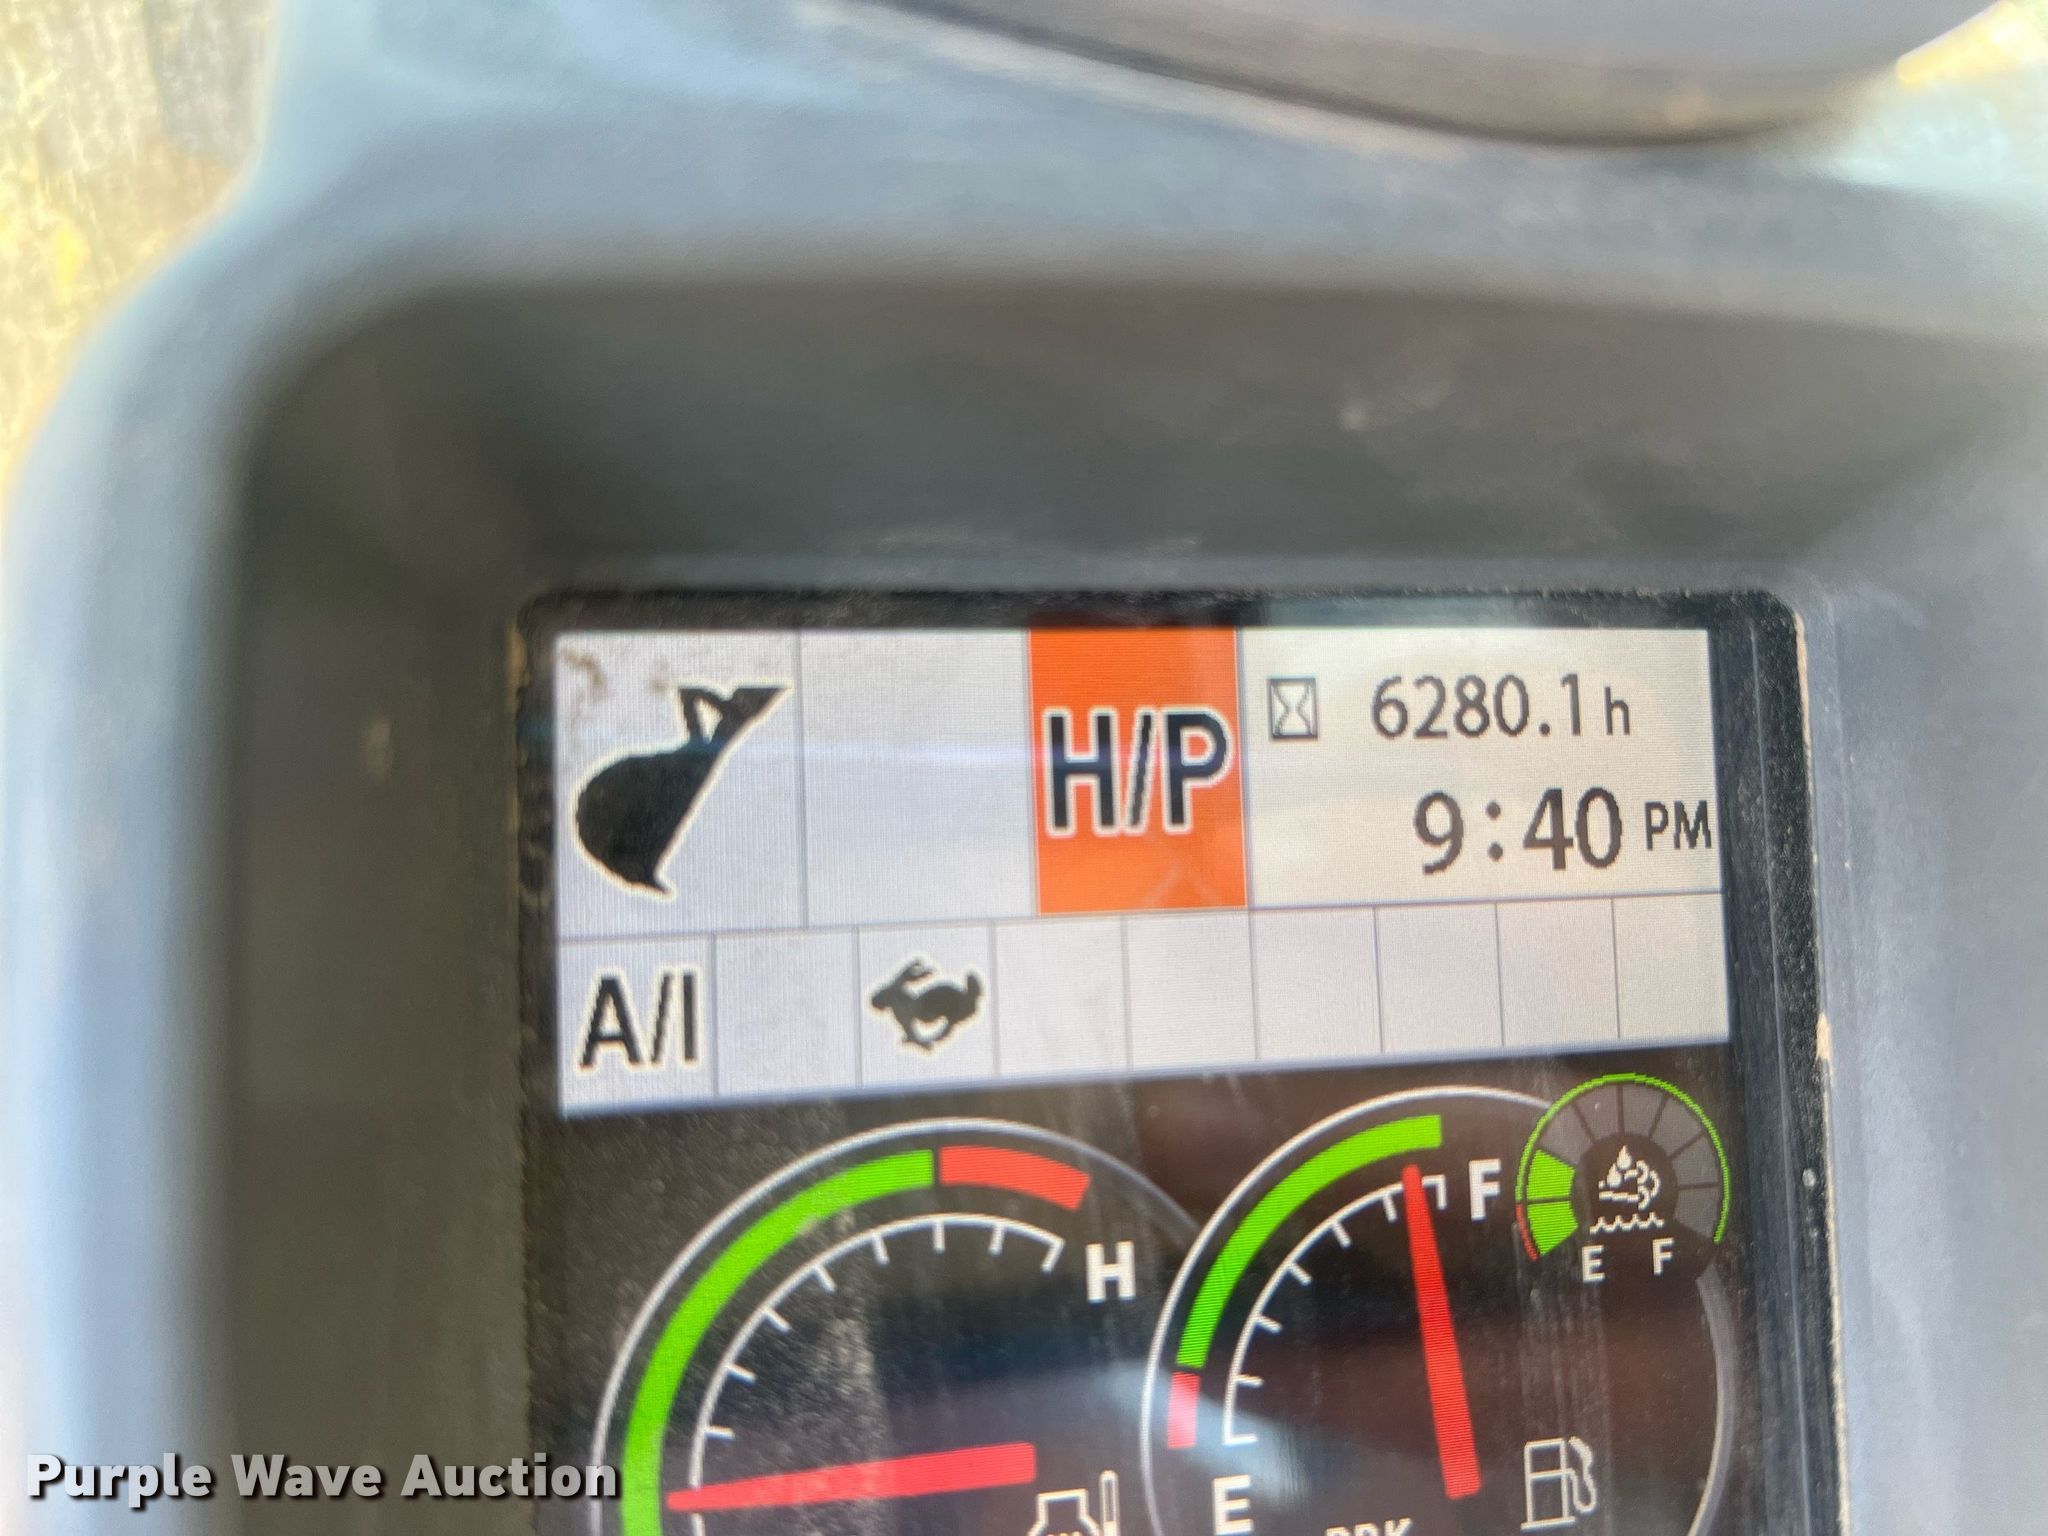 H/P
6280.1 h
9:40 PM
A/I
H
F
E F
E
Purple Wave Auction